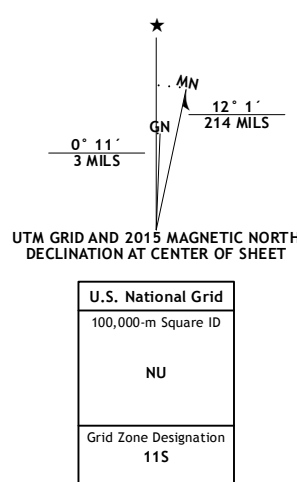 ★
MN
GN
12° 1´
214 MILS
0° 11´
3 MILS
UTM GRID AND 2015 MAGNETIC NORTH
DECLINATION AT CENTER OF SHEET
U.S. National Grid
100,000-m Square ID
NU
Grid Zone Designation
11S